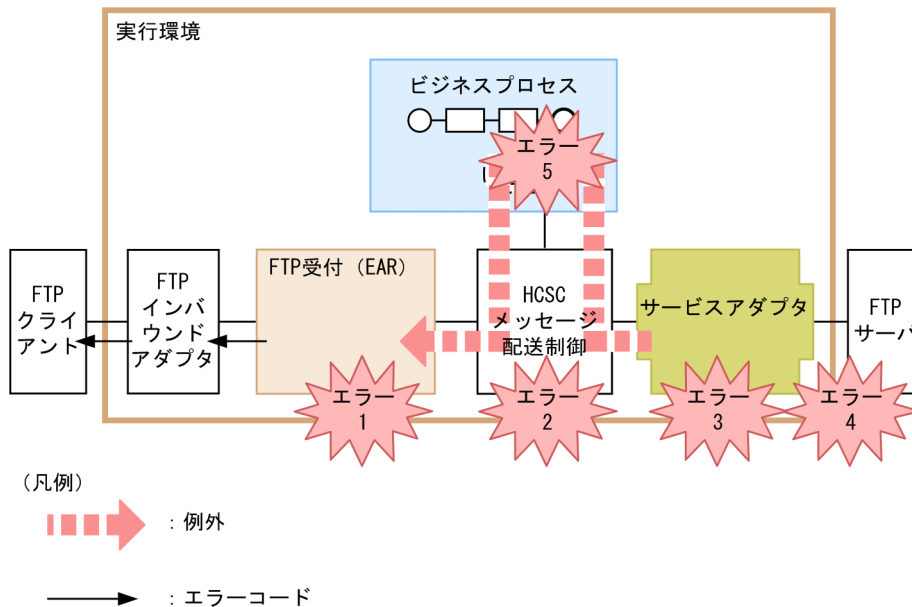 実行環境
ビジネスプロセス
エラー
5
FTP
クライ
アント
FTP
インバ
ウンド
アダプタ
FTP受付（EAR）
HCSC
メッセージ
配送制御
サービスアダプタ
FTP
サーバ
エラー
1
エラー
2
エラー
3
エラー
4
（凡例）
：例外
：エラーコード